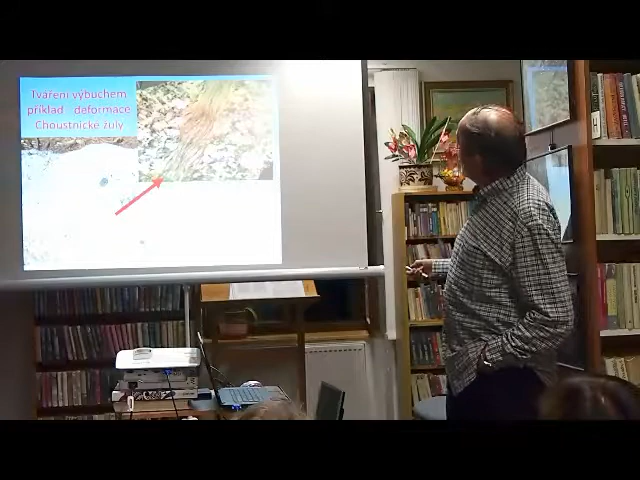 Tváření výbuchem
příklad deformace
Choustnické žuly